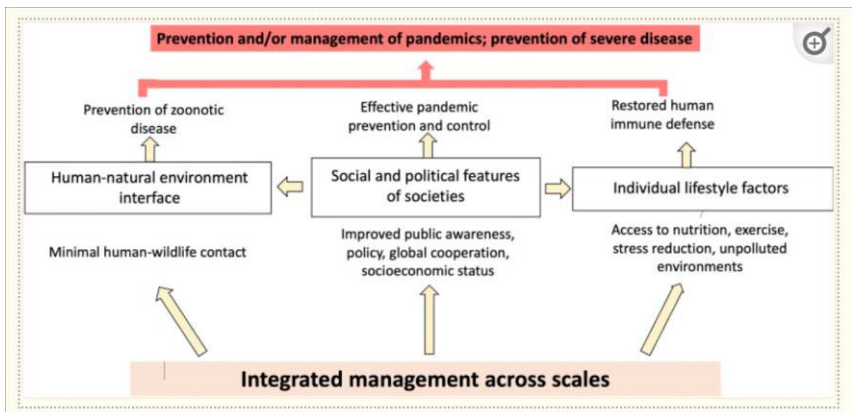 Prevention and/or management of pandemics; prevention of severe disease
Prevention of zoonotic
disease
Effective pandemic
prevention and control
Restored human
immune defense
Human-natural environment
interface
Social and political features
of societies
Individual lifestyle factors
Minimal human-wildlife contact
Improved public awareness,
policy, global cooperation,
socioeconomic status
Access to nutrition, exercise,
stress reduction, unpolluted
environments
Integrated management across scales